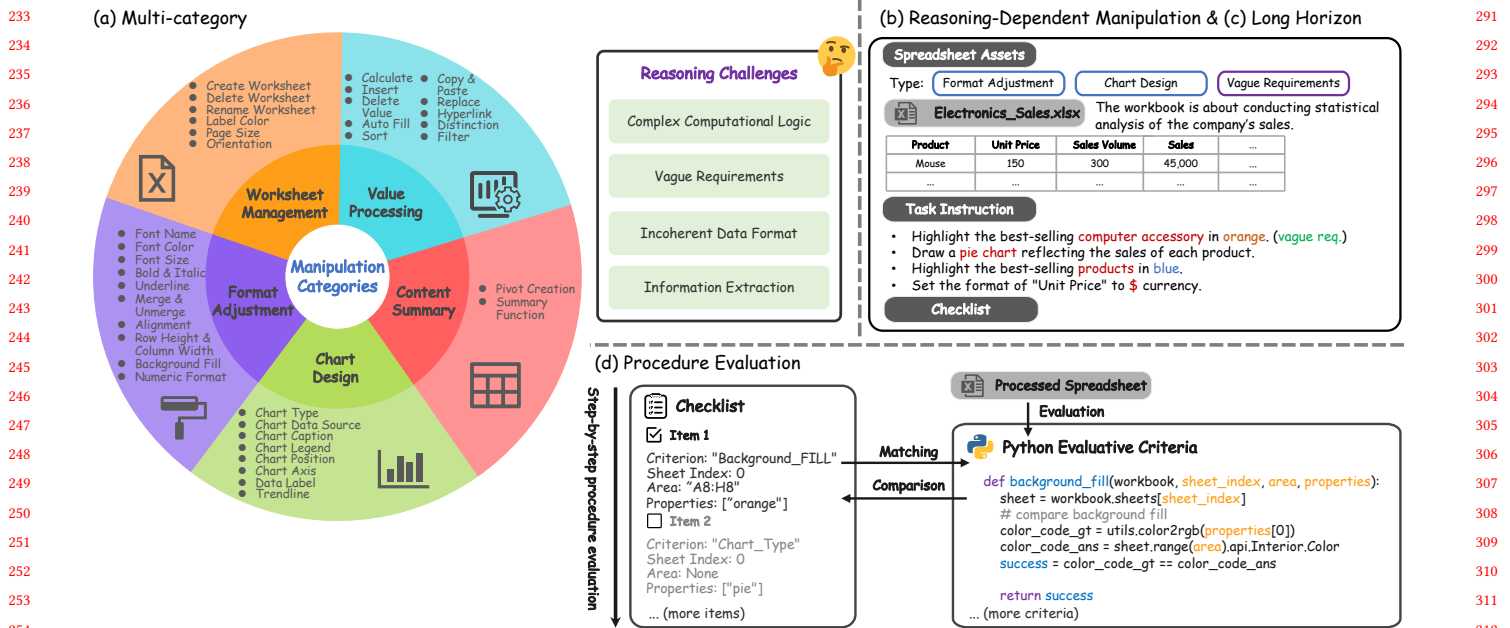 233
234
235
236
237
238
239
240
241
242
243
244
245
246
247
248
249
250
251
252
253
(a) Multi-category
Create Worksheet
Delete Worksheet
Rename Worksheet
Label Color
Page Size
Orientation
Calculate
Insert
Delete
Value
Auto Fill
Sort
Copy &
Paste
Replace
Hyperlink
Distinction
Filter
Worksheet
Management
Value
Processing
Manipulation
Categories
Format
Adjustment
Content
Summary
Chart
Design
Font Name
Font Color
Font Size
Bold & Italic
Underline
Merge &
Unmerge
Alignment
Row Height &
Column Width
Background Fill
Numeric Format
Pivot Creation
Summary
Function
Chart Type
Chart Data Source
Chart Caption
Chart Legend
Chart Position
Chart Axis
Data Label
Trendline
Reasoning Challenges
Complex Computational Logic
Vague Requirements
Incoherent Data Format
Information Extraction
(b) Reasoning-Dependent Manipulation & (c) Long Horizon
Spreadsheet Assets
Type: Format Adjustment Chart Design Vague Requirements
X Electronics_Sales.xlsx
The workbook is about conducting statistical
analysis of the company's sales.
Product Unit Price Sales Volume Sales ...
Mouse 150 300 45,000
... ... ... ... ...
Task Instruction
• Highlight the best-selling computer accessory in orange. (vague req.)
• Draw a pie chart reflecting the sales of each product.
• Highlight the best-selling products in blue.
• Set the format of "Unit Price" to $ currency.
Checklist
(d) Procedure Evaluation
Step-by-step procedure evaluation
Checklist
Item 1
Criterion: "Background_FILL"
Sheet Index: 0
Area: "A8:H8"
Properties: ["orange"]
Item 2
Criterion: "Chart_Type"
Sheet Index: 0
Area: None
Properties: ["pie"]
... (more items)
Matching
Comparison
X Processed Spreadsheet
Evaluation
Python Evaluative Criteria
def background_fill(workbook, sheet_index, area, properties):
sheet = workbook.sheets[sheet_index]
# compare background fill
color_code_gt = utils.color2rgb(properties[0])
color_code_ans = sheet.range(area).api.Interior.Color
success = color_code_gt == color_code_ans
return success
... (more criteria)
291
292
293
294
295
296
297
298
299
300
301
302
303
304
305
306
307
308
309
310
311